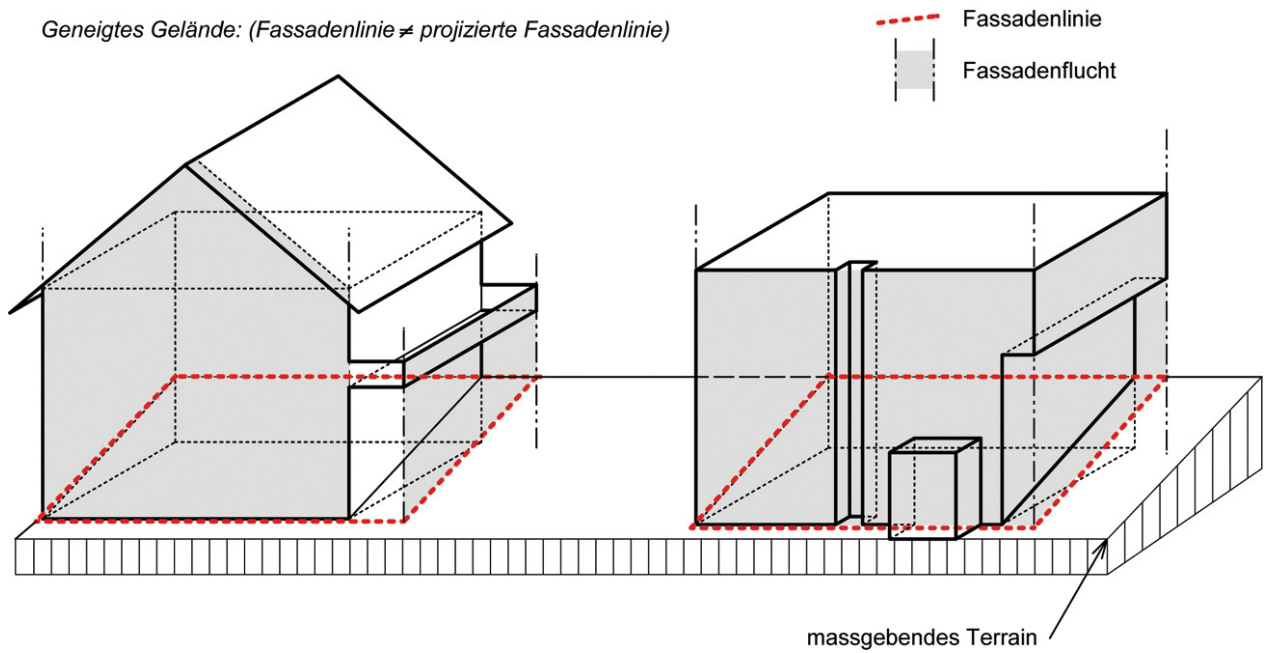 Geneigtes Gelände: (Fassadenlinie ≠ projizierte Fassadenlinie)
Fassadenlinie
Fassadenflucht
massgebendes Terrain